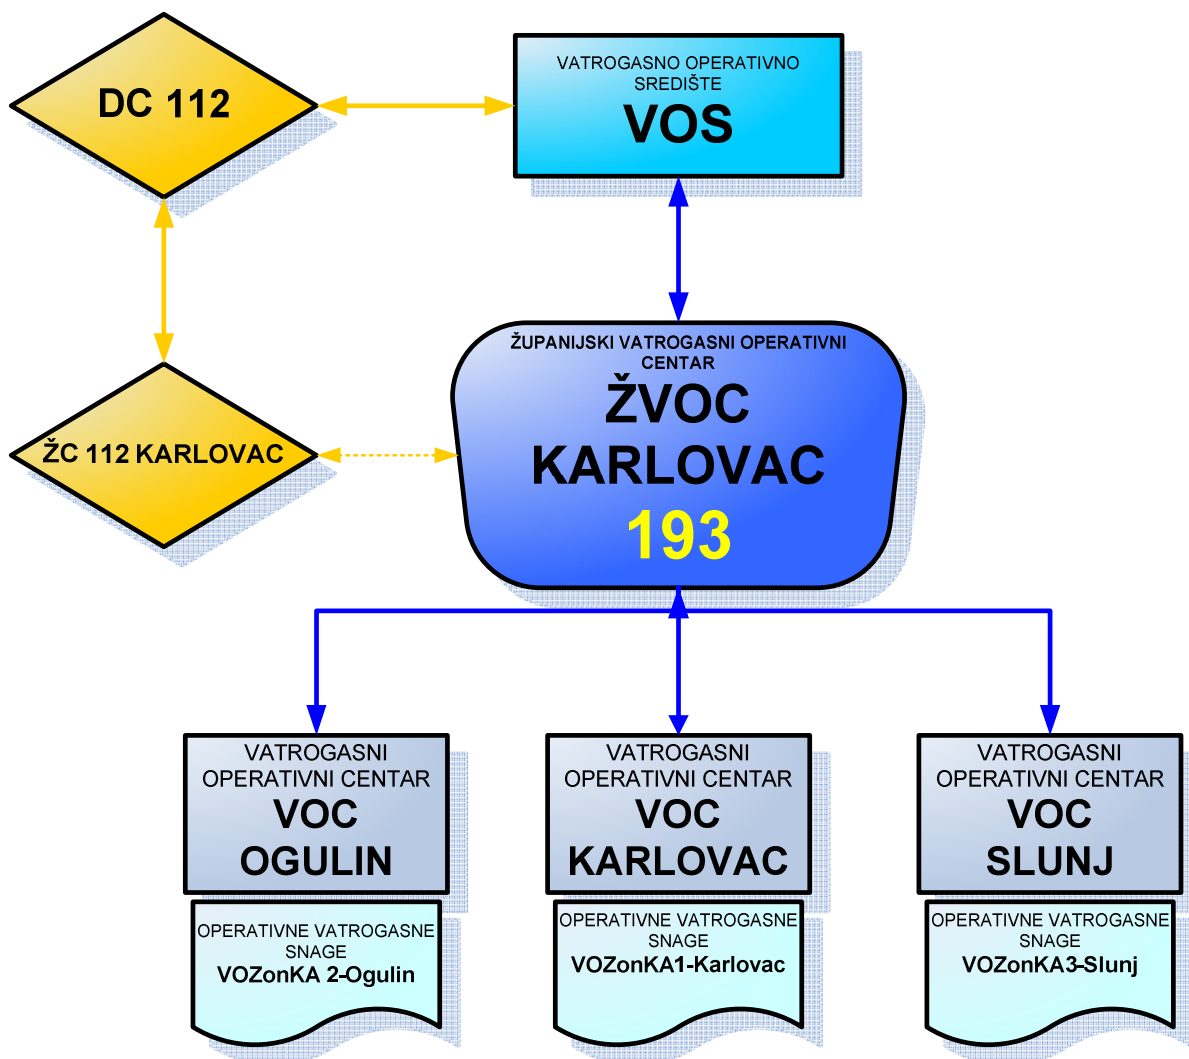 DC 112
VATROGASNO OPERATIVNO
SREDIŠTE
VOS
ŽUPANIJSKI VATROGASNI OPERATIVNI
CENTAR
ŽVOC
KARLOVAC
193
ŽC 112 KARLOVAC
VATROGASNI
OPERATIVNI CENTAR
VOC
OGULIN
OPERATIVNE VATROGASNE
SNAGE
VOZonKA 2-Ogulin
VATROGASNI
OPERATIVNI CENTAR
VOC
KARLOVAC
OPERATIVNE VATROGASNE
SNAGE
VOZonKA1-Karlovac
VATROGASNI
OPERATIVNI CENTAR
VOC
SLUNJ
OPERATIVNE VATROGASNE
SNAGE
VOZonKA3-Slunj